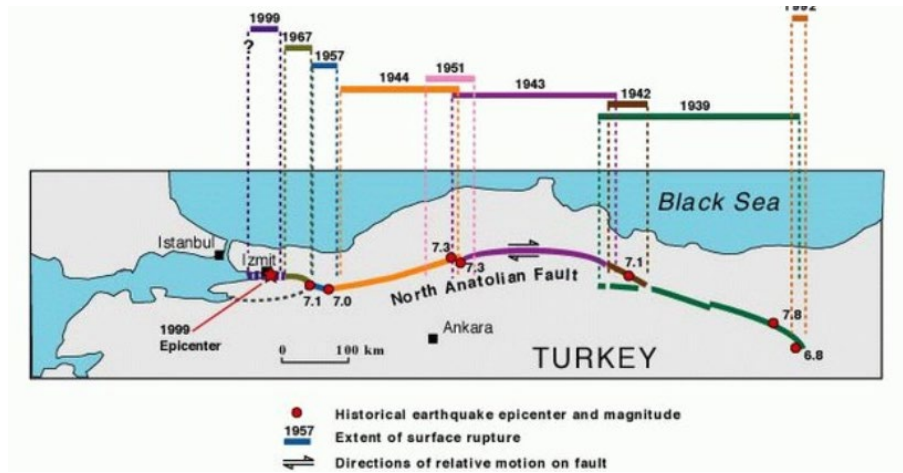 1992
1999
?
1967
1957
1951
1944
1943
1942
1939
Black Sea
Istanbul
Izmit
7.3
7.3
7.1
North Anatolian Fault
7.1
7.0
7.8
1999
Epicenter
Ankara
0 100 km
TURKEY
6.8
Historical earthquake epicenter and magnitude
1957
Extent of surface rupture
Directions of relative motion on fault